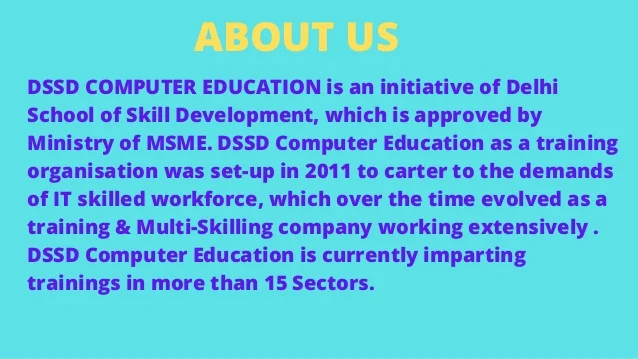 ABOUT US
DSSD COMPUTER EDUCATION is an initiative of Delhi
School of Skill Development, which is approved by
Ministry of MSME. DSSD Computer Education as a training
organisation was set-up in 2011 to carter to the demands
of IT skilled workforce, which over the time evolved as a
training & Multi-Skilling company working extensively .
DSSD Computer Education is currently imparting
trainings in more than 15 Sectors.